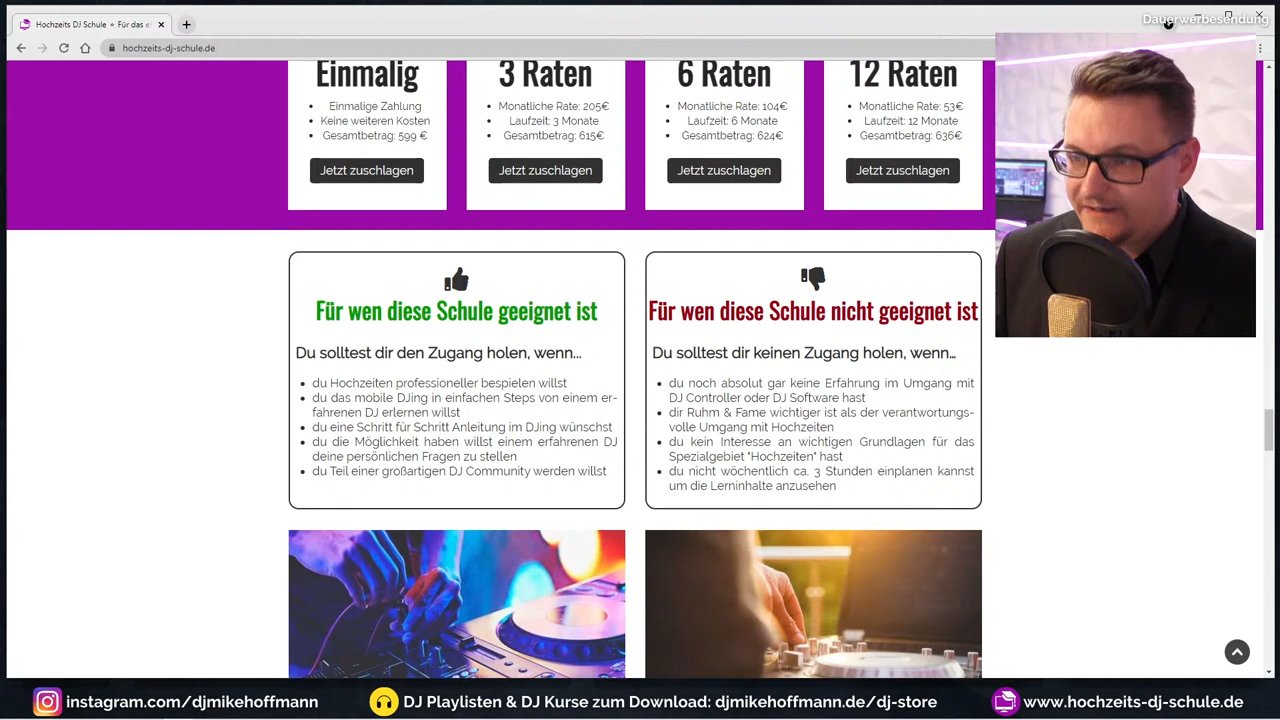 Dauerwerbesendung
Hochzeits DJ Schule ★ Für das e
hochzeits-dj-schule.de
Einmalig
• Einmalige Zahlung
• Keine weiteren Kosten
• Gesamtbetrag: 599 €
Jetzt zuschlagen
3 Raten
• Monatliche Rate: 205€
• Laufzeit: 3 Monate
• Gesamtbetrag: 615€
Jetzt zuschlagen
6 Raten
• Monatliche Rate: 104€
• Laufzeit: 6 Monate
• Gesamtbetrag: 624€
Jetzt zuschlagen
12 Raten
• Monatliche Rate: 53€
• Laufzeit: 12 Monate
• Gesamtbetrag: 636€
Jetzt zuschlagen
Für wen diese Schule geeignet ist
Du solltest dir den Zugang holen, wenn...
• du Hochzeiten professioneller bespielen willst
• du das mobile DJing in einfachen Steps von einem er-
fahrenen DJ erlernen willst
• du eine Schritt für Schritt Anleitung im DJing wünschst
• du die Möglichkeit haben willst einem erfahrenen DJ
deine persönlichen Fragen zu stellen
• du Teil einer großartigen DJ Community werden willst
Für wen diese Schule nicht geeignet ist
Du solltest dir keinen Zugang holen, wenn...
• du noch absolut gar keine Erfahrung im Umgang mit
DJ Controller oder DJ Software hast
• dir Ruhm & Fame wichtiger ist als der verantwortungs-
volle Umgang mit Hochzeiten
• du kein Interesse an wichtigen Grundlagen für das
Spezialgebiet "Hochzeiten" hast
• du nicht wöchentlich ca. 3 Stunden einplanen kannst
um die Lerninhalte anzusehen
instagram.com/djmikehoffmann
DJ Playlisten & DJ Kurse zum Download: djmikehoffmann.de/dj-store
www.hochzeits-dj-schule.de